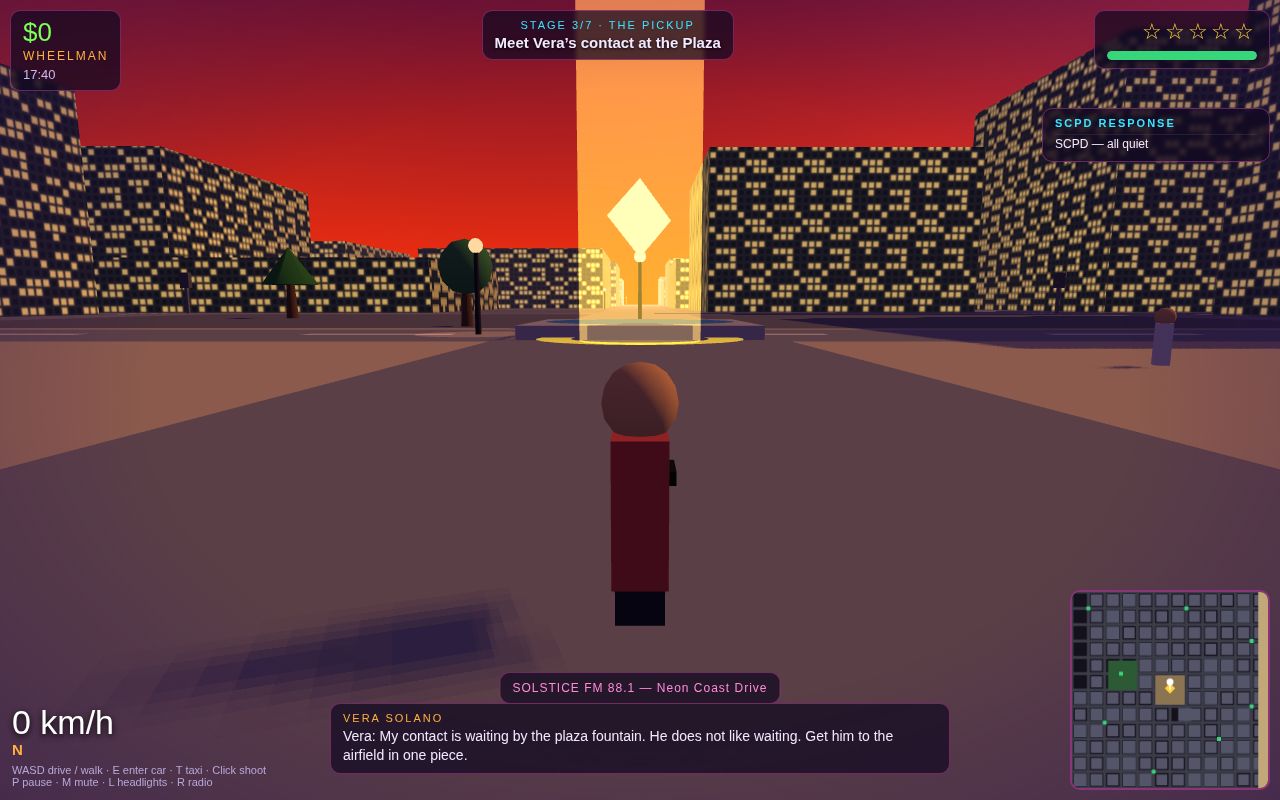 $0
WHEELMAN
17:40
STAGE 3/7 · THE PICKUP
Meet Vera's contact at the Plaza
☆☆☆☆☆
SCPD RESPONSE
SCPD — all quiet
SOLSTICE FM 88.1 — Neon Coast Drive
VERA SOLANO
Vera: My contact is waiting by the plaza fountain. He does not like waiting. Get him to the
airfield in one piece.
0 km/h
N
WASD drive / walk · E enter car · T taxi · Click shoot
P pause · M mute · L headlights · R radio